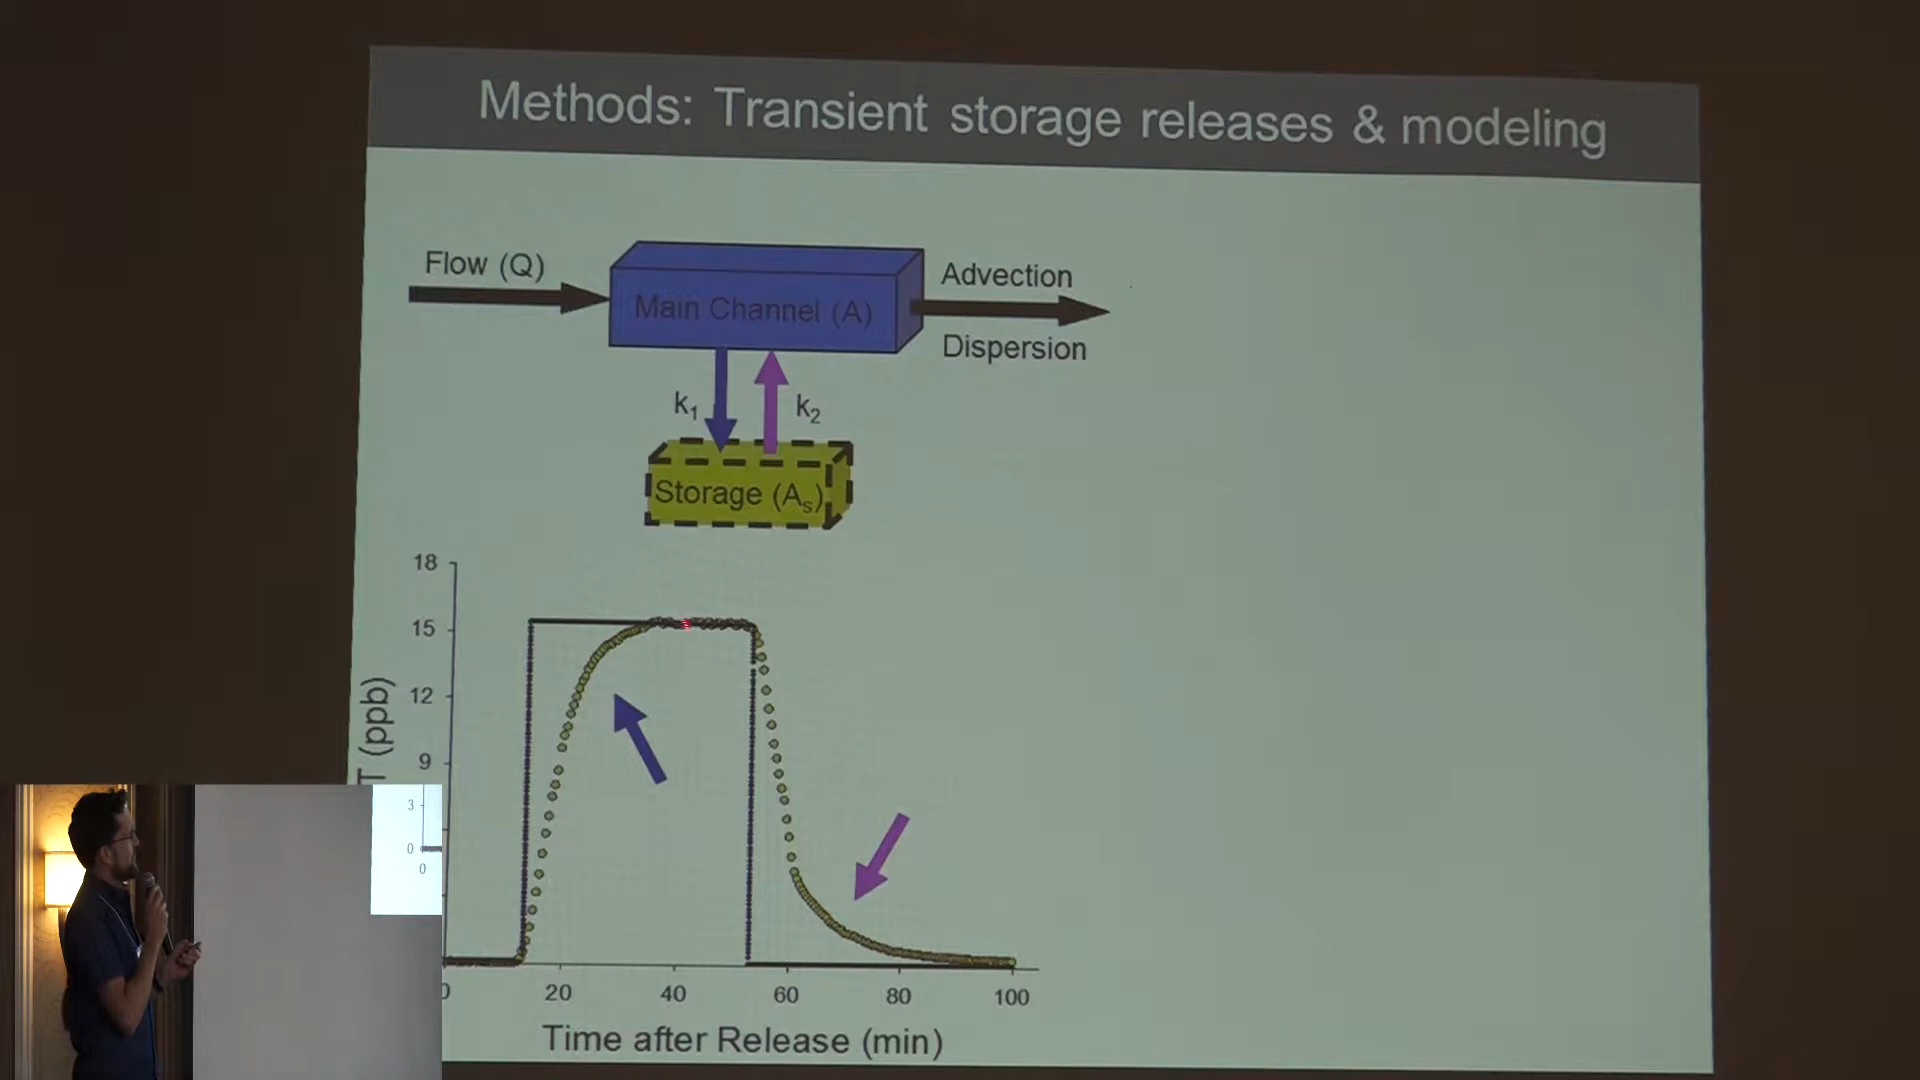 Methods: Transient storage releases & modeling
Flow (Q)
Main Channel (A)
Advection
Dispersion
k1
k2
Storage (As)
18
15
12
9
T (ppb)
3
0
0
0
20
40
60
80
100
Time after Release (min)